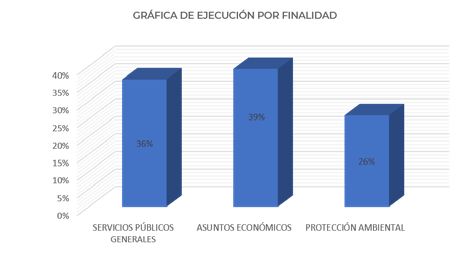 GRÁFICA DE EJECUCIÓN POR FINALIDAD
40%
35%
30%
25%
20%
15%
10%
5%
0%
36%
39%
26%
SERVICIOS PÚBLICOS
GENERALES
ASUNTOS ECONÓMICOS
PROTECCIÓN AMBIENTAL